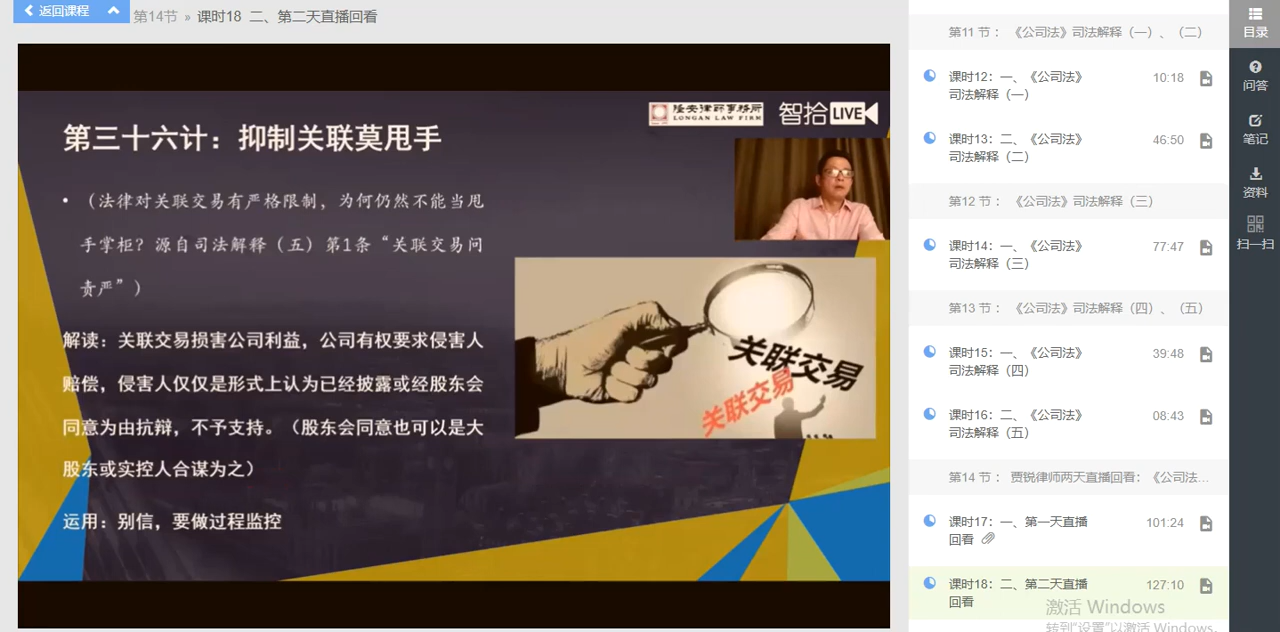 返回课程
第14节 » 课时18 二、第二天直播回看
隆安律师事务所
LONGAN LAW FIRM
智拾LIVE
第三十六计：抑制关联莫甩手
• （法律对关联交易有严格限制，为何仍然不能当甩
手掌柜？源自司法解释（五）第1条“关联交易问
责严”）
解读：关联交易损害公司利益，公司有权要求侵害人
赔偿，侵害人仅仅是形式上认为已经披露或经股东会
同意为由抗辩，不予支持。（股东会同意也可以是大
股东或实控人合谋为之）
运用：别信，要做过程监控
关联交易
关联交易
第11 节： 《公司法》司法解释（一）、（二）
课时12：一、《公司法》
司法解释（一）
10:18
课时13：二、《公司法》
司法解释（二）
46:50
第12 节： 《公司法》司法解释（三）
课时14：一、《公司法》
司法解释（三）
77:47
第13 节： 《公司法》司法解释（四）、（五）
课时15：一、《公司法》
司法解释（四）
39:48
课时16：二、《公司法》
司法解释（五）
08:43
第14 节： 贾锐律师两天直播回看：《公司法...
课时17：一、第一天直播
回看
101:24
课时18：二、第二天直播
回看
127:10
激活 Windows
转到“设置”以激活 Windows。
目录
问答
笔记
资料
扫一扫